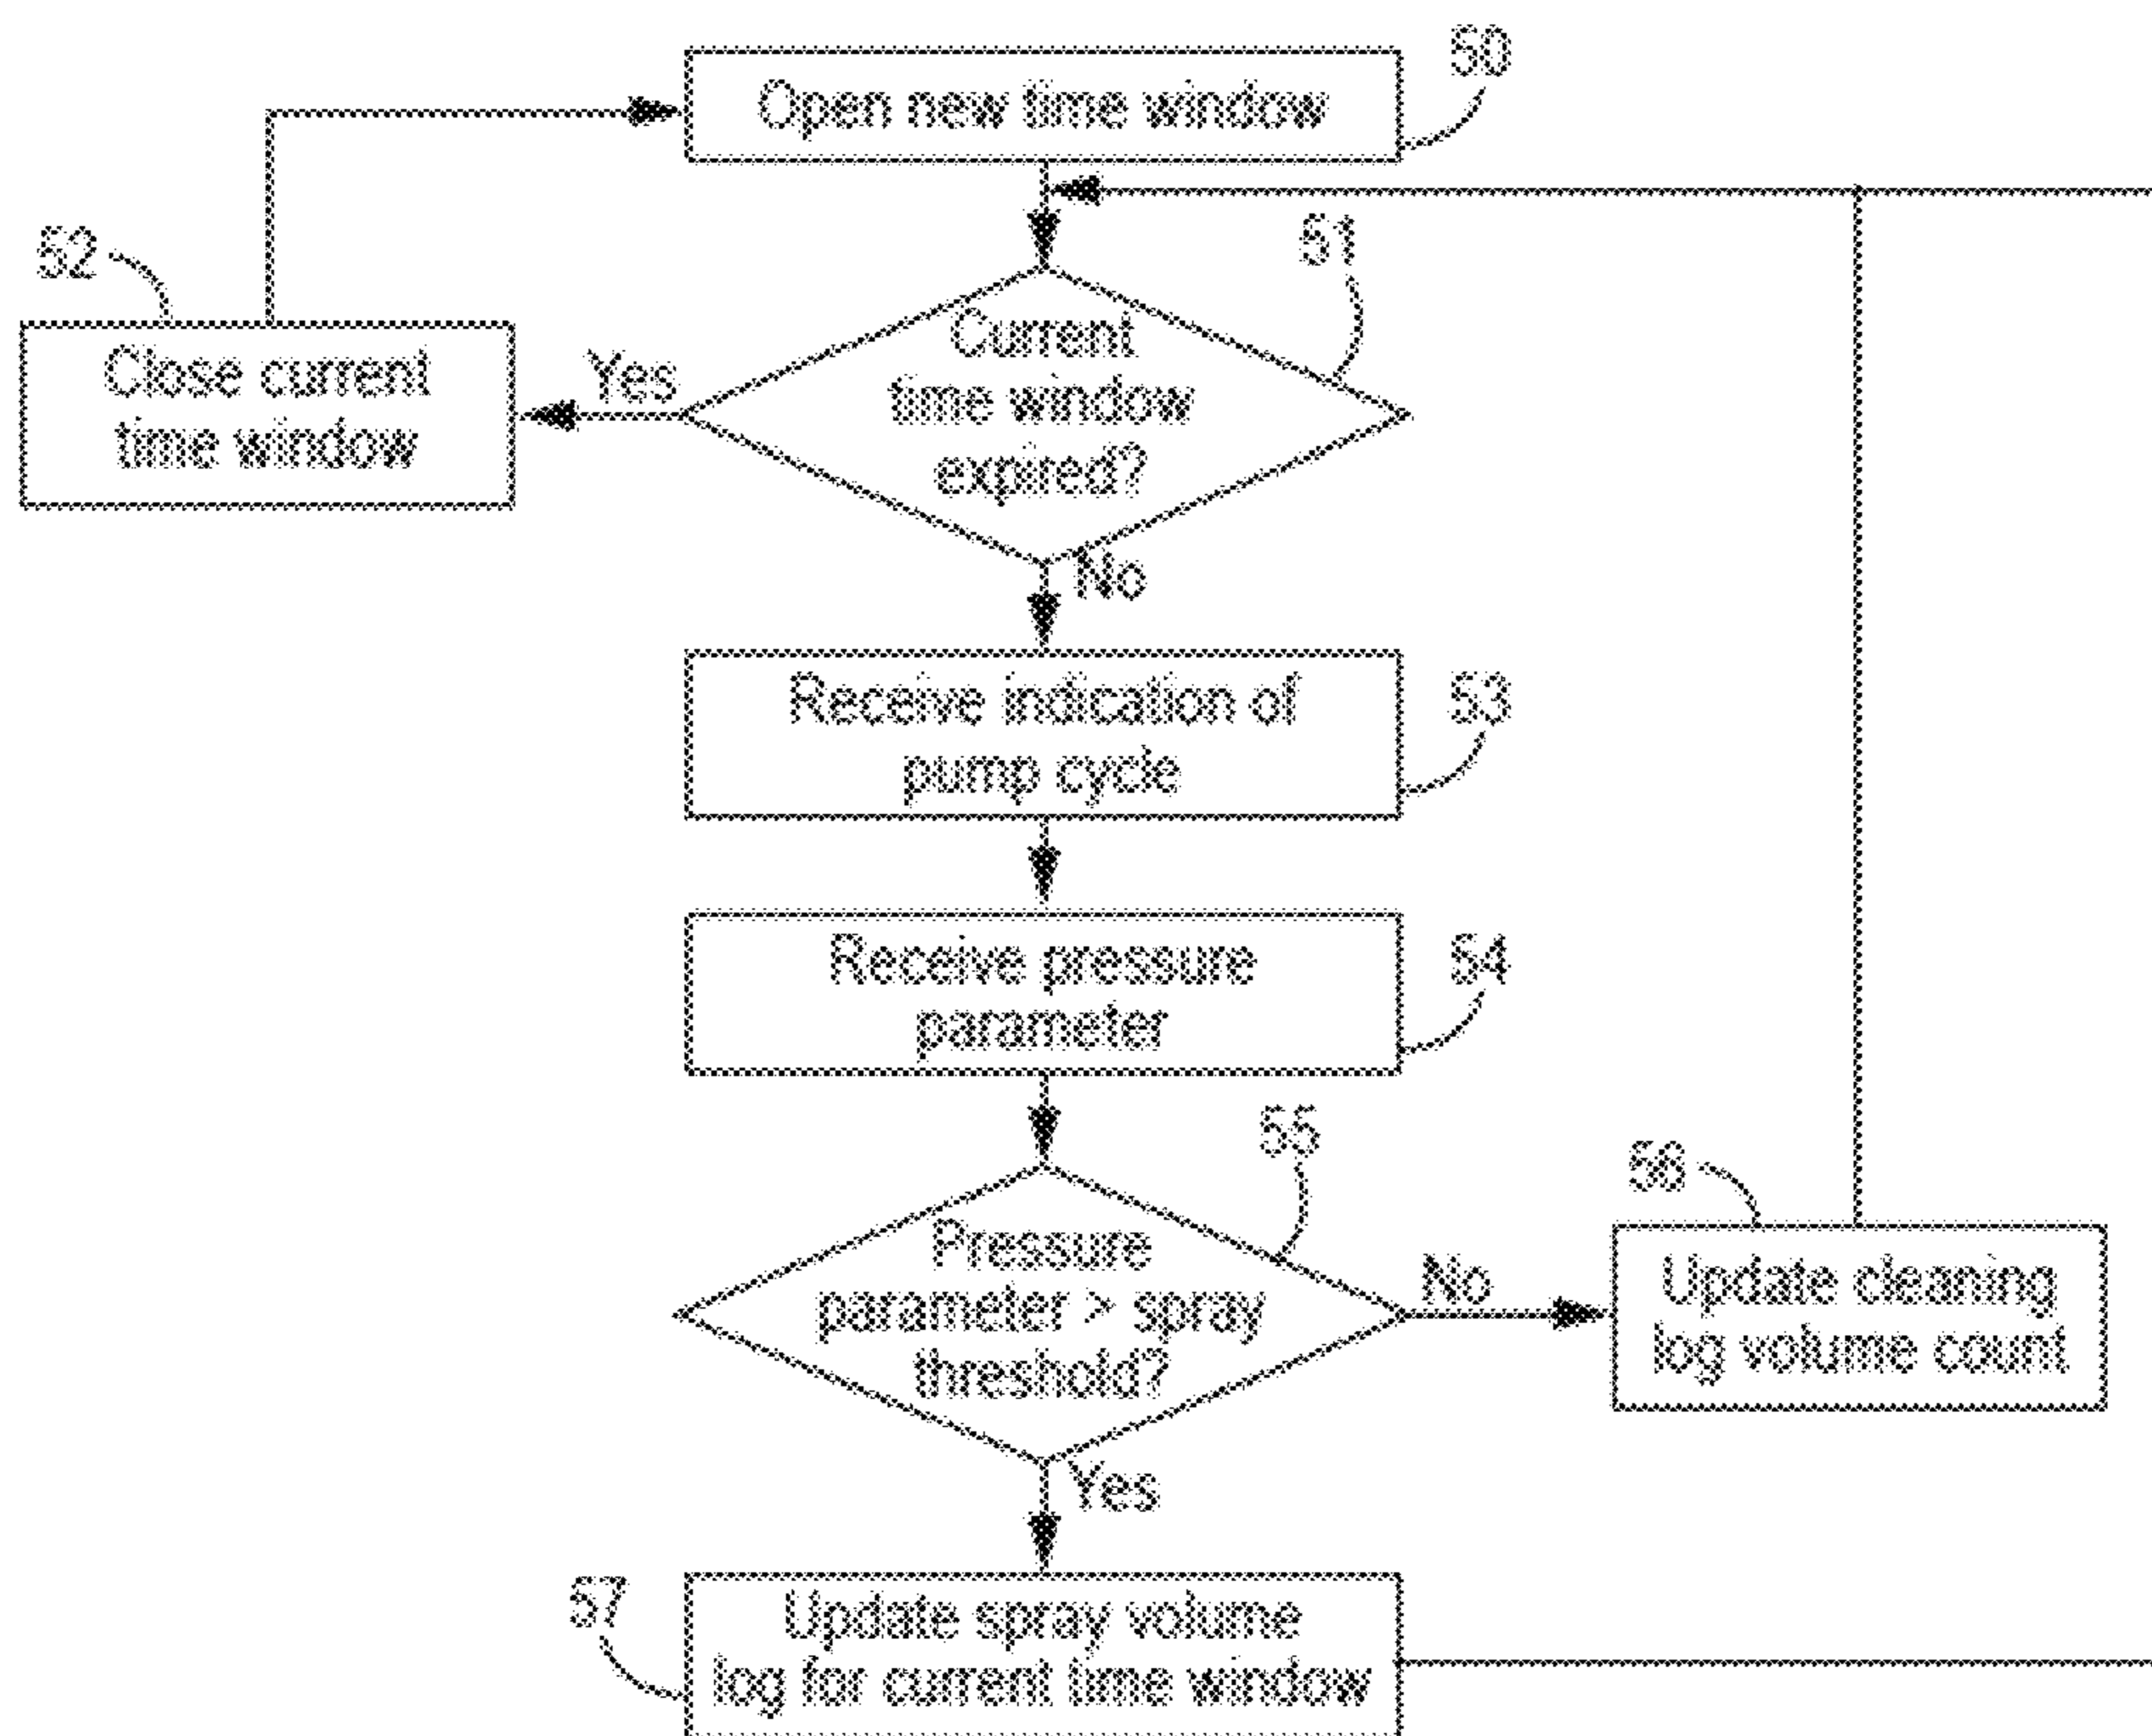 50
Open new time window
51
52
Current
time window
expired?
Yes
Close current
time window
No
Receive indication of
pump cycle
53
Receive pressure
parameter
54
55
56
Pressure
parameter > spray
threshold?
No
Update cleaning
log volume count
Yes
57
Update spray volume
log for current time window